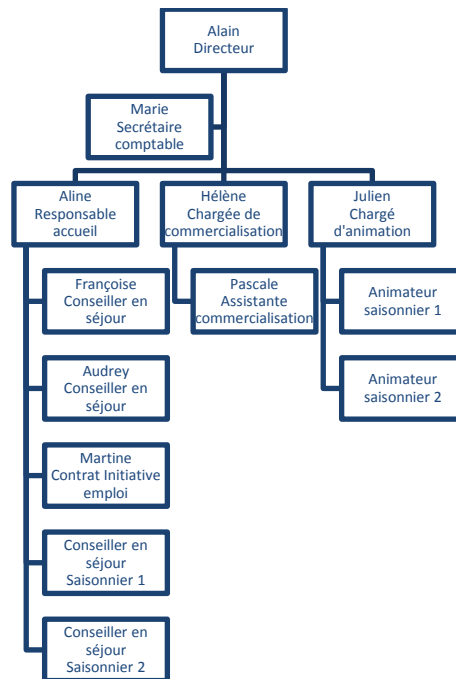 Alain
Directeur
Marie
Secrétaire
comptable
Aline
Responsable
accueil
Hélène
Chargée de
commercialisation
Julien
Chargé
d'animation
Françoise
Conseiller en
séjour
Pascale
Assistante
commercialisation
Animateur
saisonnier 1
Audrey
Conseiller en
séjour
Animateur
saisonnier 2
Martine
Contrat Initiative
emploi
Conseiller en
séjour
Saisonnier 1
Conseiller en
séjour
Saisonnier 2